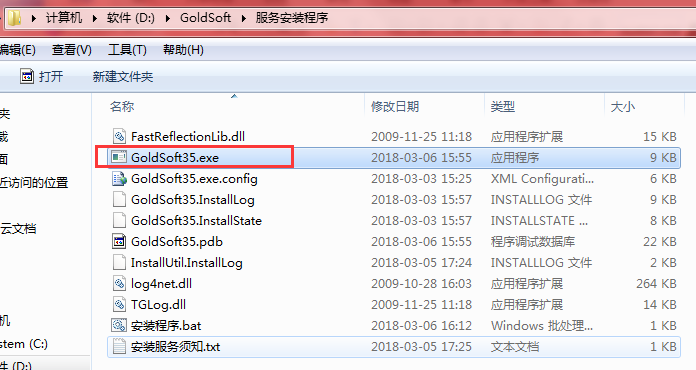 计算机 软件 (D:) GoldSoft 服务安装程序
编辑(E) 查看(V) 工具(T) 帮助(H)
打开 新建文件夹
名称 修改日期 类型 大小
FastReflectionLib.dll 2009-11-25 11:18 应用程序扩展 15 KB
GoldSoft35.exe 2018-03-06 15:55 应用程序 9 KB
GoldSoft35.exe.config 2018-03-03 15:25 XML Configurati... 6 KB
GoldSoft35.InstallLog 2018-03-03 15:57 INSTALLLOG 文件 9 KB
GoldSoft35.InstallState 2018-03-03 15:57 INSTALLSTATE ... 8 KB
GoldSoft35.pdb 2018-03-06 15:55 程序调试数据库 22 KB
InstallUtil.InstallLog 2018-03-03 15:57 INSTALLLOG 文件 2 KB
log4net.dll 2009-10-28 16:03 应用程序扩展 264 KB
TGLog.dll 2009-11-25 11:18 应用程序扩展 14 KB
安装程序.bat 2018-03-06 16:12 Windows 批处理... 1 KB
安装服务须知.txt 2018-03-05 17:25 文本文档 1 KB
夹
载
面
近访问的位置
云文档
机
stem (C:)
件 (D:)